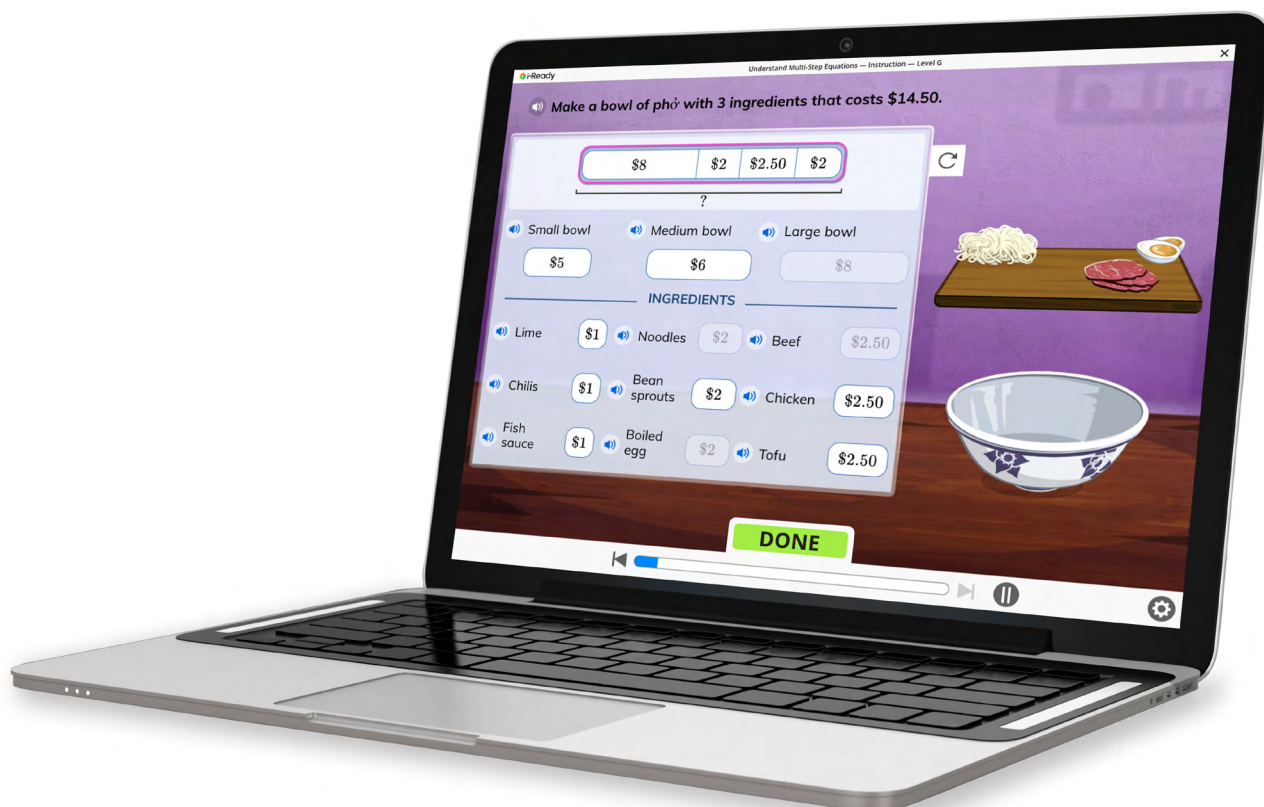 i-Ready
Understand Multi-Step Equations — Instruction — Level G
Make a bowl of phở with 3 ingredients that costs $14.50.
$8 $2 $2.50 $2
?
Small bowl Medium bowl Large bowl
$5 $6 $8
INGREDIENTS
Lime $1 Noodles $2 Beef $2.50
Chilis $1 Bean sprouts $2 Chicken $2.50
Fish sauce $1 Boiled egg $2 Tofu $2.50
DONE